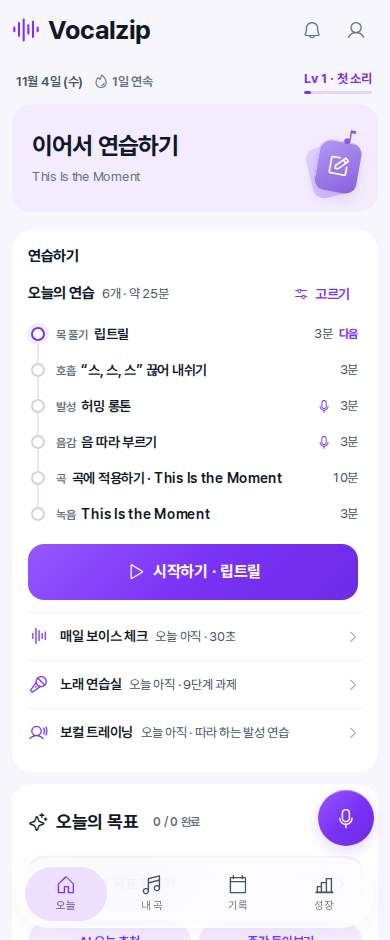 Vocalzip
11월 4일 (수) 1일 연속 Lv 1 · 첫 소리
이어서 연습하기
This Is the Moment
연습하기
오늘의 연습 6개 · 약 25분 고르기
목 풀기 립트릴 3분 다음
호흡 “스, 스, 스” 끊어 내쉬기 3분
발성 허밍 롱톤 3분
음감 음 따라 부르기 3분
곡 곡에 적용하기 · This Is the Moment 10분
녹음 This Is the Moment 3분
시작하기 · 립트릴
매일 보이스 체크 오늘 아직 · 30초
노래 연습실 오늘 아직 · 9단계 과제
보컬 트레이닝 오늘 아직 · 따라 하는 발성 연습
오늘의 목표 0 / 0 완료
오늘 내 곡 기록 성장